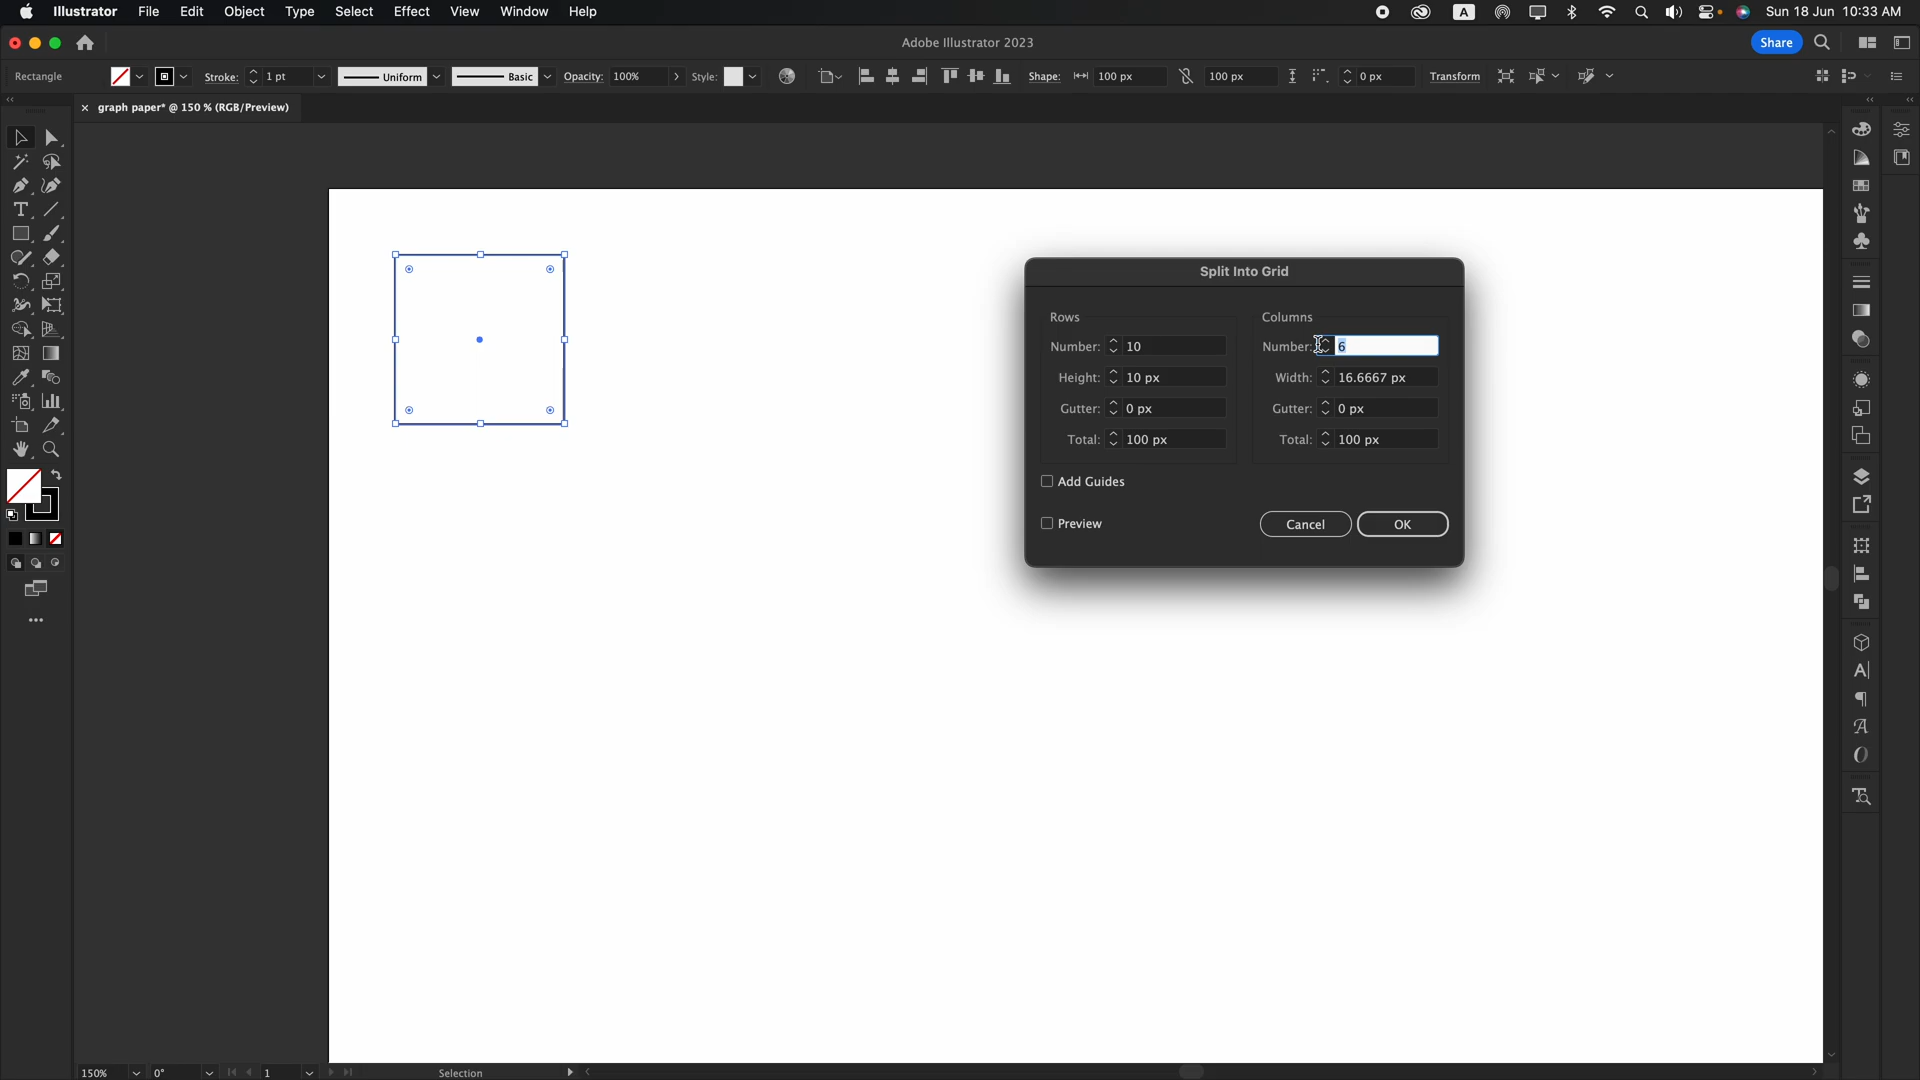 Illustrator File Edit Object Type Select Effect View Window Help A Sun 18 Jun 10:33 AM
Adobe Illustrator 2023 Share
Rectangle Stroke: 1 pt Uniform Basic Opacity: 100% Style: Shape: 100 px 100 px 0 px Transform
× graph paper* @ 150 % (RGB/Preview)
Split Into Grid
Rows Columns
Number: 10 Number: 6
Height: 10 px Width: 16.6667 px
Gutter: 0 px Gutter: 0 px
Total: 100 px Total: 100 px
Add Guides
Preview Cancel OK
150% 0° 1 Selection